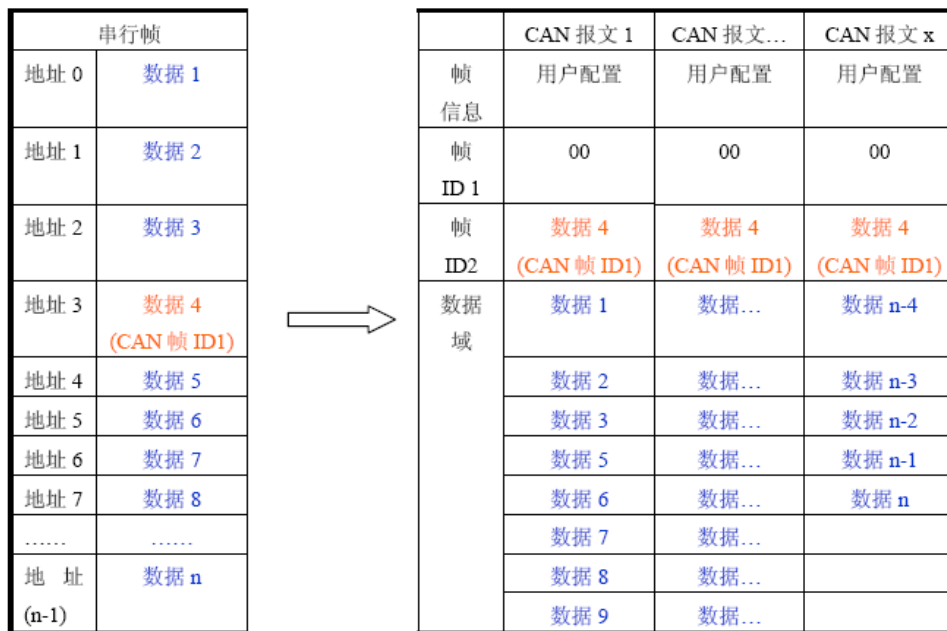 串行帧
地址 0 数据 1
地址 1 数据 2
地址 2 数据 3
地址 3 数据 4
(CAN 帧 ID1)
地址 4 数据 5
地址 5 数据 6
地址 6 数据 7
地址 7 数据 8
…… ……
地 址 数据 n
(n-1)
CAN 报文 1 CAN 报文… CAN 报文 x
帧 用户配置 用户配置 用户配置
信息
帧 00 00 00
ID 1
帧 数据 4 数据 4 数据 4
ID2 (CAN 帧 ID1) (CAN 帧 ID1) (CAN 帧 ID1)
数据 数据 1 数据… 数据 n-4
域
数据 2 数据… 数据 n-3
数据 3 数据… 数据 n-2
数据 5 数据… 数据 n-1
数据 6 数据… 数据 n
数据 7 数据…
数据 8 数据…
数据 9 数据…